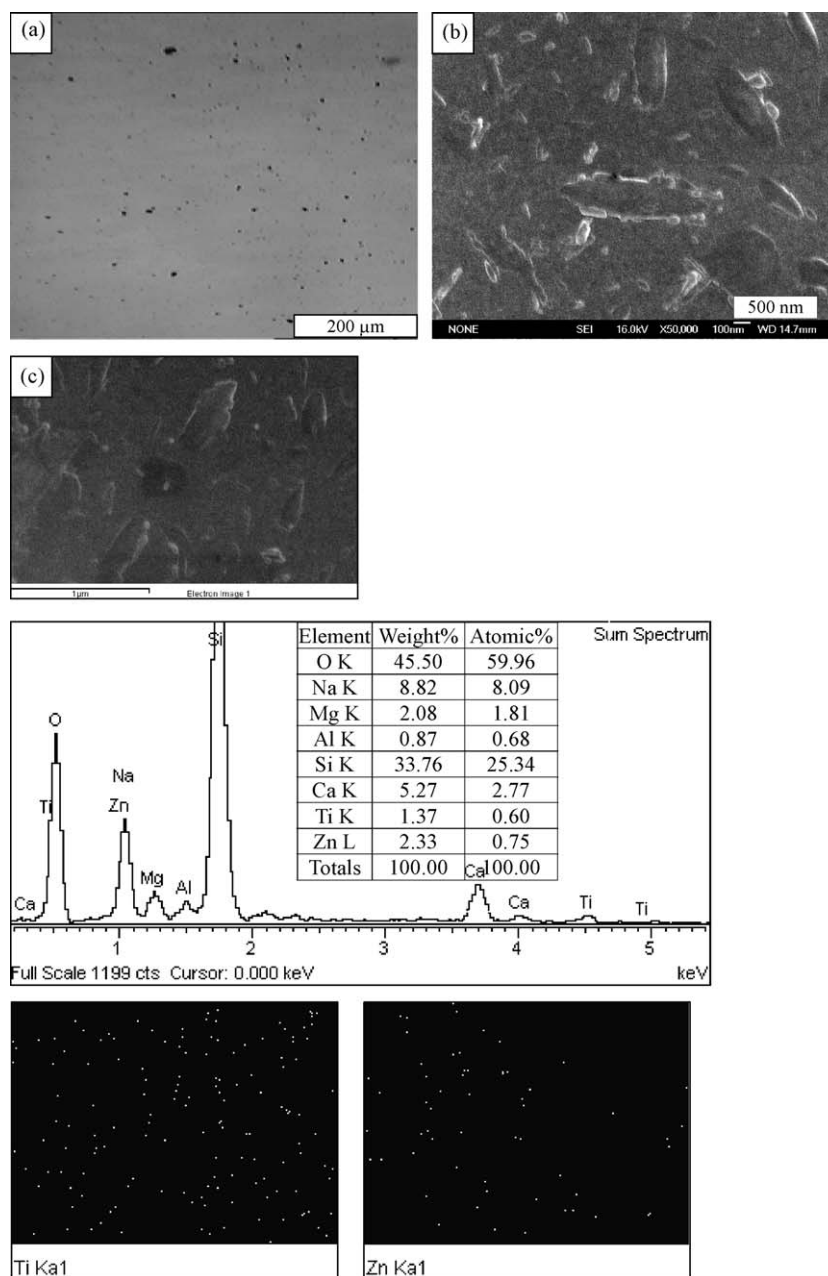 (a)
200 µm
(b)
500 nm
NONE SEI 16.0kV X50,000 100nm WD 14.7mm
(c)
1µm Electron Image 1
Sum Spectrum
Element Weight% Atomic%
O K 45.50 59.96
Na K 8.82 8.09
Mg K 2.08 1.81
Al K 0.87 0.68
Si K 33.76 25.34
Ca K 5.27 2.77
Ti K 1.37 0.60
Zn L 2.33 0.75
Totals 100.00 100.00
Si
O
Na
Ti Zn
Ca Mg Al Ca Ca Ti Ti
1 2 3 4 5
Full Scale 1199 cts Cursor: 0.000 keV keV
Ti Ka1
Zn Ka1